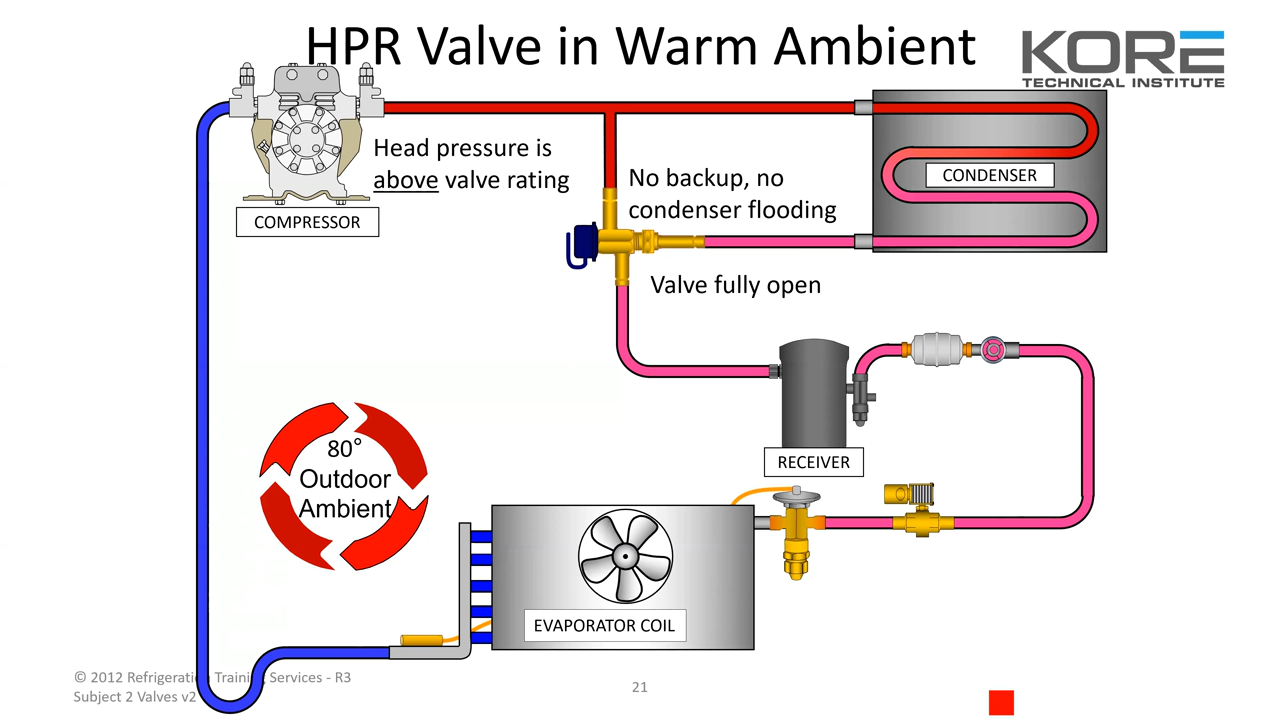 HPR Valve in Warm Ambient
KORE
TECHNICAL INSTITUTE
Head pressure is
above valve rating
No backup, no
condenser flooding
CONDENSER
COMPRESSOR
Valve fully open
80°
Outdoor
Ambient
RECEIVER
EVAPORATOR COIL
© 2012 Refrigeration Training Services - R3
Subject 2 Valves v2
21